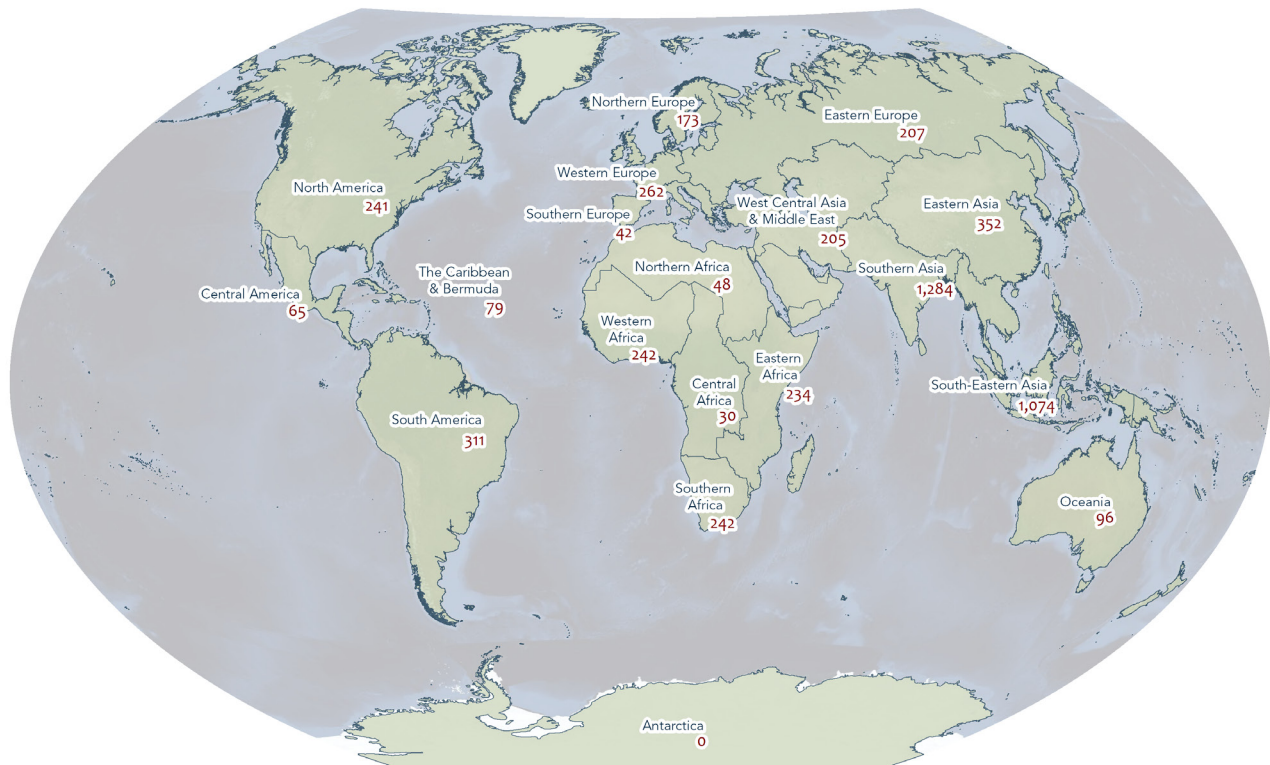 Northern Europe
173
Eastern Europe
207
Western Europe
262
North America
241
Southern Europe
42
West Central Asia
& Middle East
205
Eastern Asia
352
The Caribbean
& Bermuda
79
Northern Africa
48
Southern Asia
1,284
Central America
65
Western
Africa
242
Eastern
Africa
234
Central
Africa
30
South-Eastern Asia
1,074
South America
311
Southern
Africa
242
Oceania
96
Antarctica
0